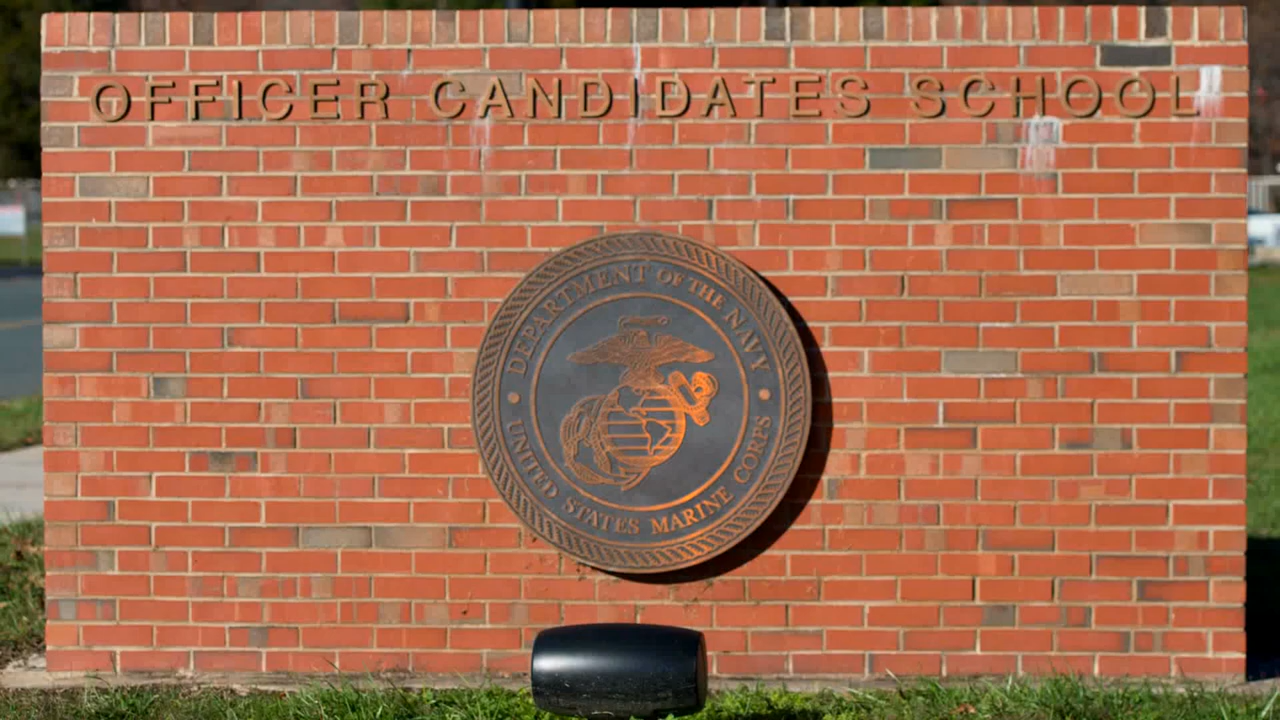 OFFICER CANDIDATES SCHOOL
DEPARTMENT OF THE NAVY
UNITED STATES MARINE CORPS